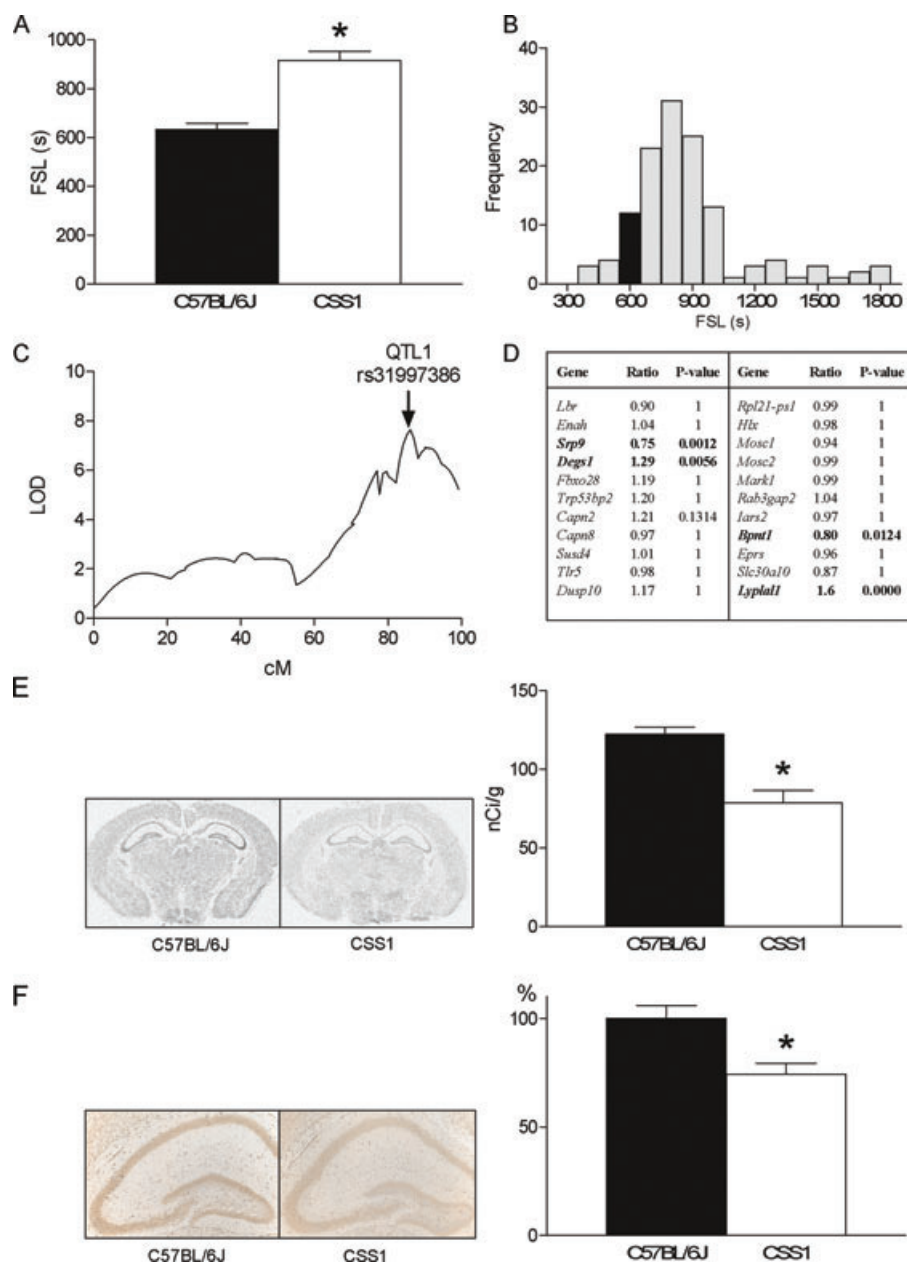 A
FSL (s)
1000
800
600
400
200
0
*
C57BL/6J
CSS1
B
Frequency
40
30
20
10
0
300
600
900
1200
1500
1800
FSL (s)
C
LOD
10
8
6
4
2
0
QTL1
rs31997386
0
20
40
60
80
100
cM
D
Gene Ratio P-value Gene Ratio P-value
Lbr 0.90 1 Rpl21-ps1 0.99 1
Enah 1.04 1 Hlx 0.98 1
Srp9 0.75 0.0012 Mosc1 0.94 1
Degs1 1.29 0.0056 Mosc2 0.99 1
Fbxo28 1.19 1 Mark1 0.99 1
Trp53bp2 1.20 1 Rab3gap2 1.04 1
Capn2 1.21 0.1314 Iars2 0.97 1
Capn8 0.97 1 Bpnt1 0.80 0.0124
Susd4 1.01 1 Eprs 0.96 1
Tlr5 0.98 1 Slc30a10 0.87 1
Dusp10 1.17 1 Lyplal1 1.6 0.0000
E
C57BL/6J
CSS1
nCi/g
150
100
50
0
*
C57BL/6J
CSS1
F
C57BL/6J
CSS1
%
100
50
0
*
C57BL/6J
CSS1